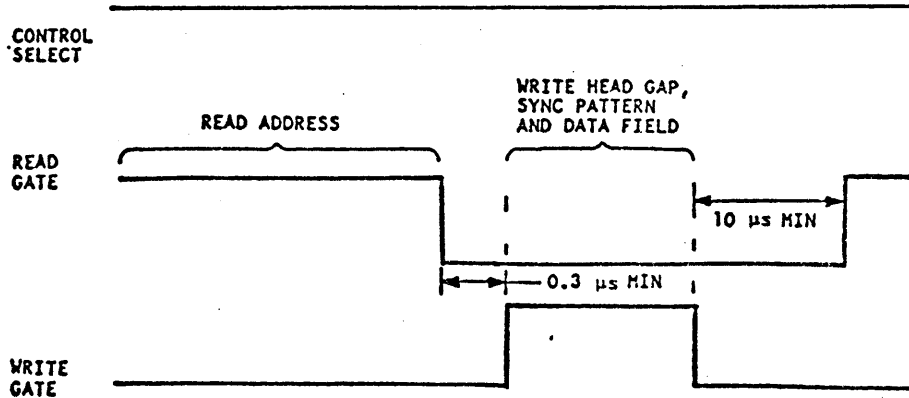 CONTROL
SELECT
WRITE HEAD GAP,
SYNC PATTERN
AND DATA FIELD
READ ADDRESS
READ
GATE
10 µs MIN
0.3 µs MIN
WRITE
GATE